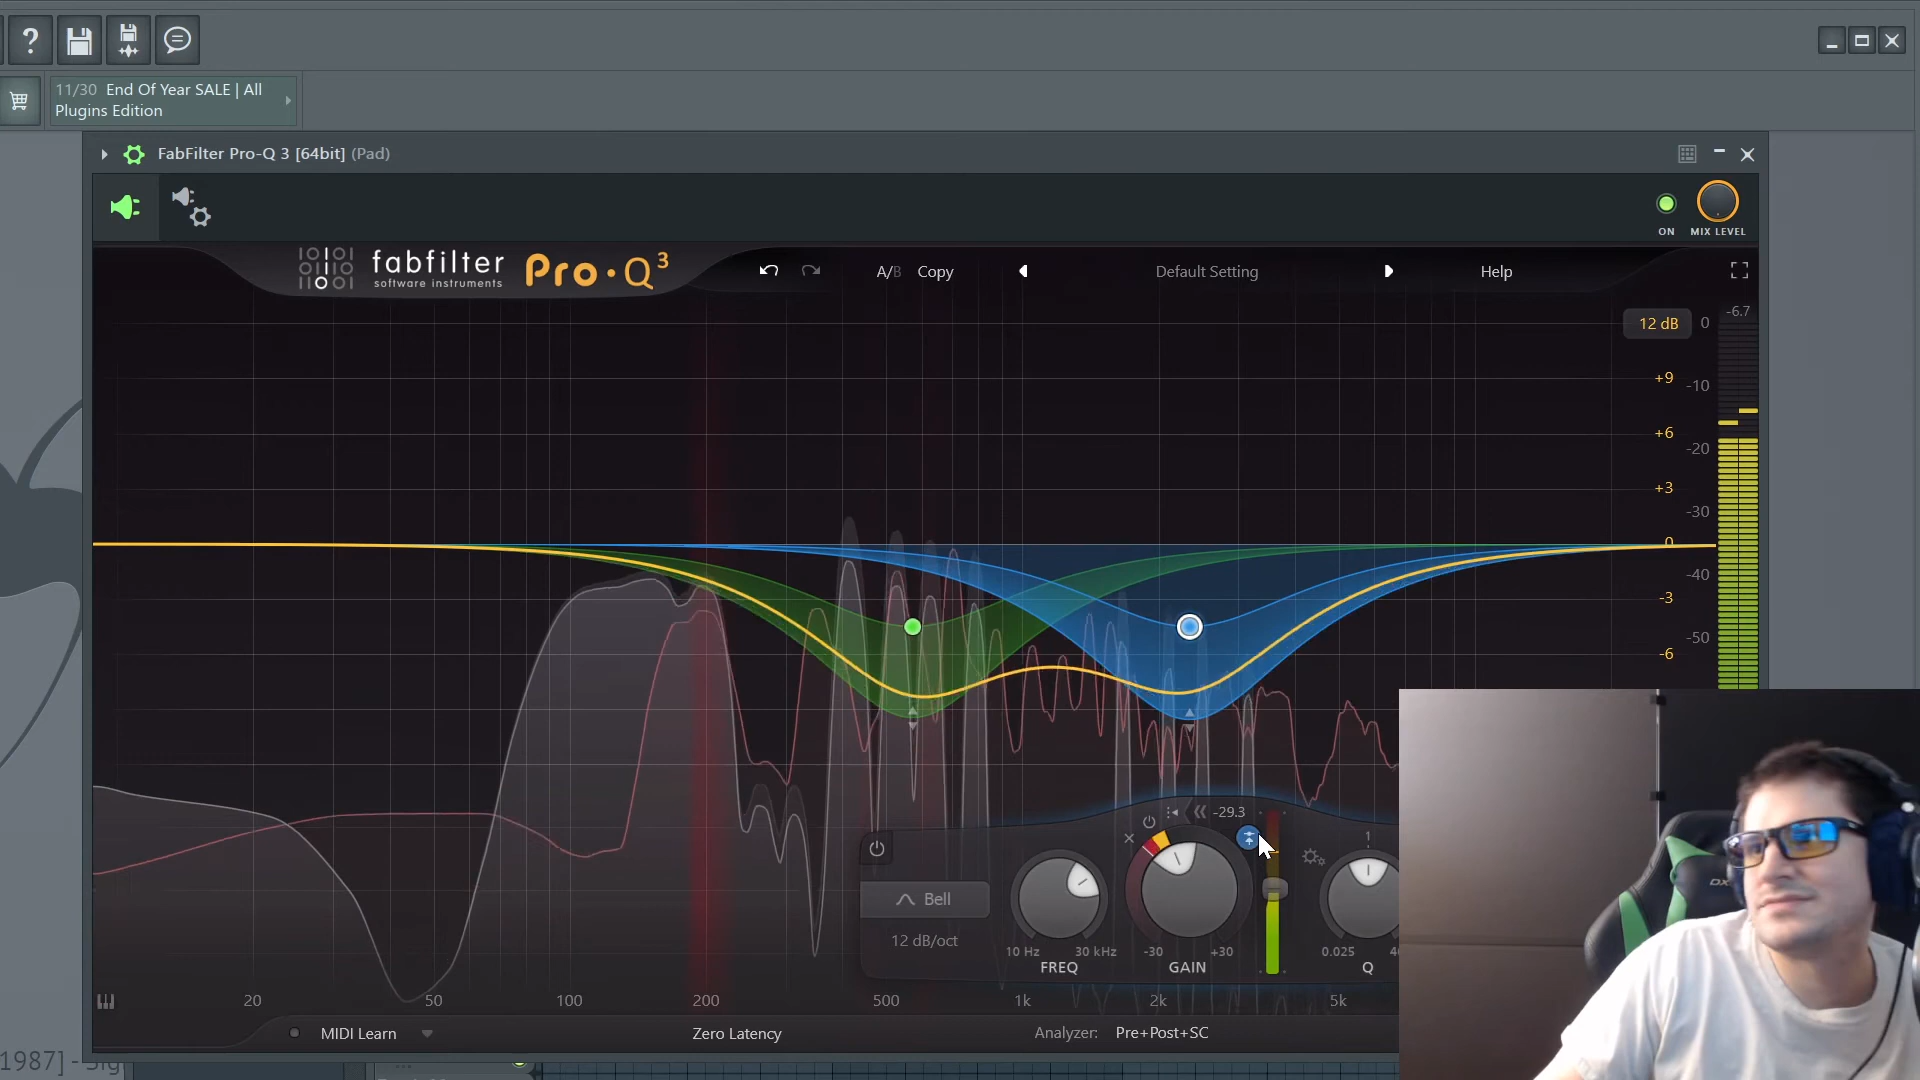 ?
11/30 End Of Year SALE | All
Plugins Edition
FabFilter Pro-Q 3 [64bit] (Pad)
ON MIX LEVEL
fabfilter
software instruments
Pro·Q3
A/B Copy
Default Setting
Help
-6.7
12 dB 0
+9 -10
+6 -20
+3 -30
0 -40
-3 -50
-6
-29.3
Bell
12 dB/oct
10 Hz 30 kHz
FREQ
-30 +30
GAIN
1
0.025
Q
20 50 100 200 500 1k 2k 5k
MIDI Learn
Zero Latency
Analyzer: Pre+Post+SC
1987] -
DX